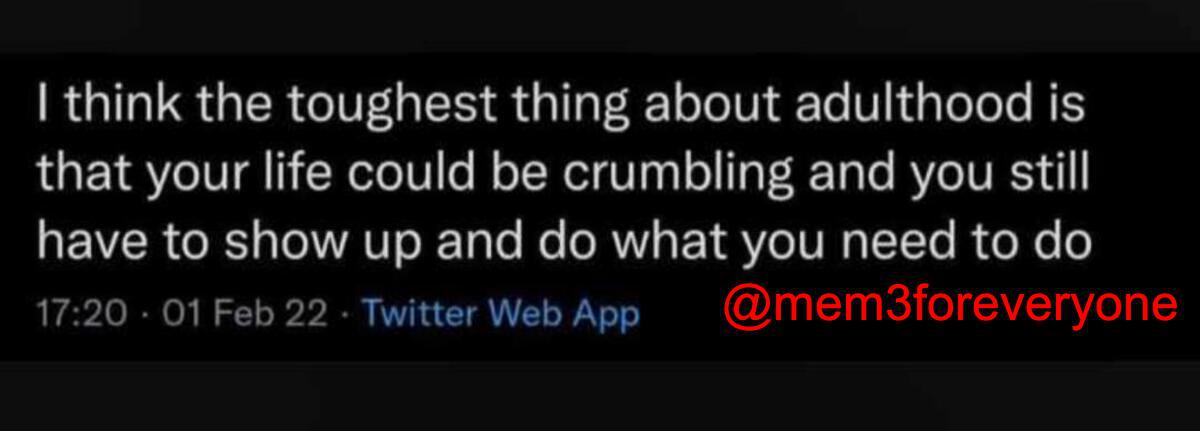 I think the toughest thing about adulthood is
that your life could be crumbling and you still
have to show up and do what you need to do
17:20 · 01 Feb 22 · Twitter Web App
@mem3foreveryone